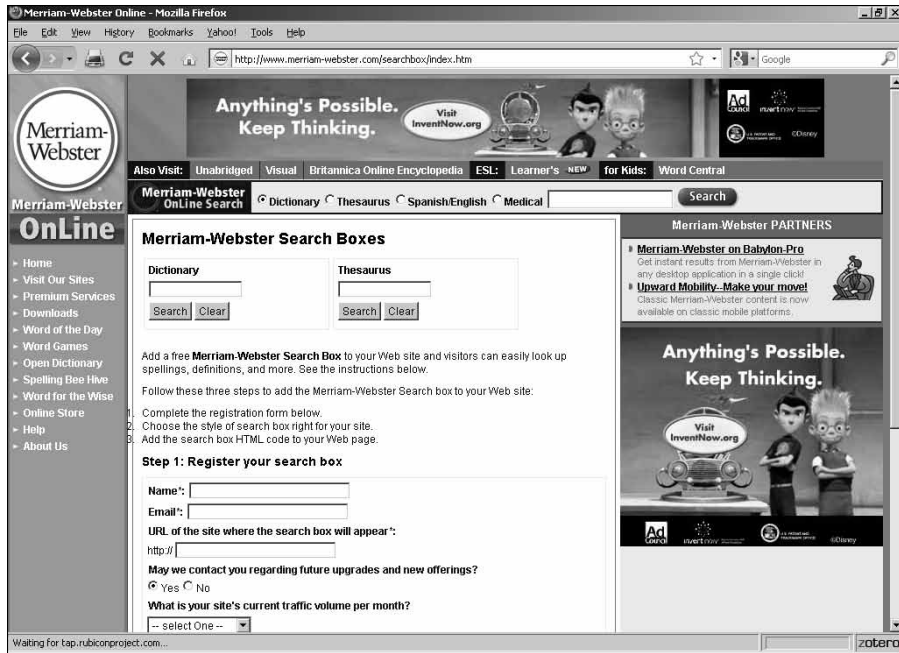 Merriam-Webster Online - Mozilla Firefox
File Edit View History Bookmarks Yahoo! Tools Help
http://www.merriam-webster.com/searchbox/index.htm
Google
Merriam-
Webster
Merriam-Webster
OnLine
Anything's Possible.
Keep Thinking.
Visit
InventNow.org
Ad
Council
invent now
©Disney
Also Visit: Unabridged Visual Britannica Online Encyclopedia ESL: Learner's NEW for Kids: Word Central
Merriam-Webster
OnLine Search
Dictionary Thesaurus Spanish/English Medical Search
Home
Visit Our Sites
Premium Services
Downloads
Word of the Day
Word Games
Open Dictionary
Spelling Bee Hive
Word for the Wise
Online Store
Help
About Us
Merriam-Webster Search Boxes
Dictionary Thesaurus
Search Clear Search Clear
Add a free Merriam-Webster Search Box to your Web site and visitors can easily look up
spellings, definitions, and more. See the instructions below.
Follow these three steps to add the Merriam-Webster Search box to your Web site:
1. Complete the registration form below.
2. Choose the style of search box right for your site.
3. Add the search box HTML code to your Web page.
Step 1: Register your search box
Name*:
Email*:
URL of the site where the search box will appear*:
http://
May we contact you regarding future upgrades and new offerings?
Yes No
What is your site's current traffic volume per month?
-- select One --
Merriam-Webster PARTNERS
Merriam-Webster on Babylon-Pro
Get instant results from Merriam-Webster in
any desktop application in a single click!
Upward Mobility--Make your move!
Classic Merriam-Webster content is now
available on classic mobile platforms.
Anything's Possible.
Keep Thinking.
Visit
InventNow.org
Ad
Council
invent now
©Disney
Waiting for tap.rubiconproject.com...
zotero